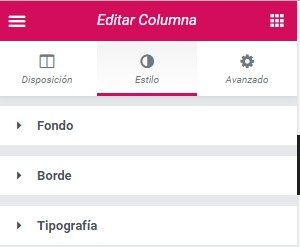 Editar Columna
Disposición Estilo Avanzado
Fondo
Borde
Tipografía